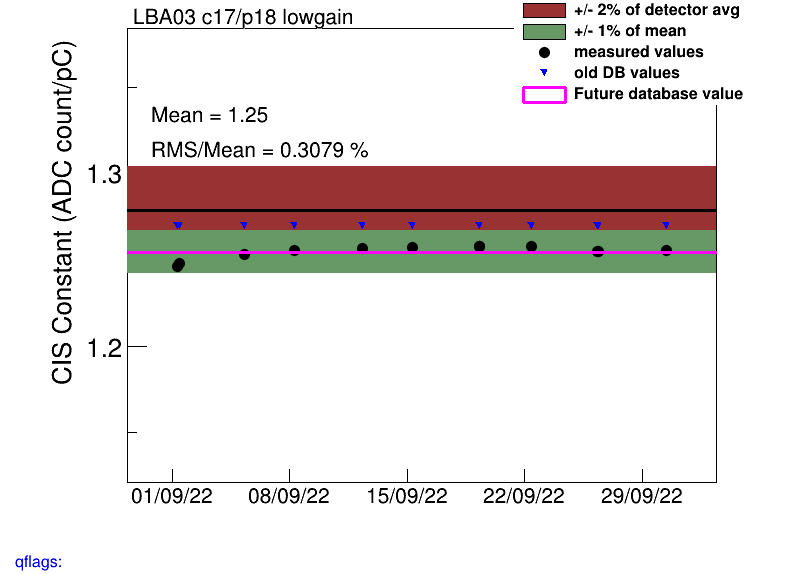 LBA03 c17/p18 lowgain
+/- 2% of detector avg
+/- 1% of mean
measured values
old DB values
Future database value
Mean = 1.25
RMS/Mean = 0.3079 %
CIS Constant (ADC count/pC)
1.3
1.2
01/09/22 08/09/22 15/09/22 22/09/22 29/09/22
qflags: